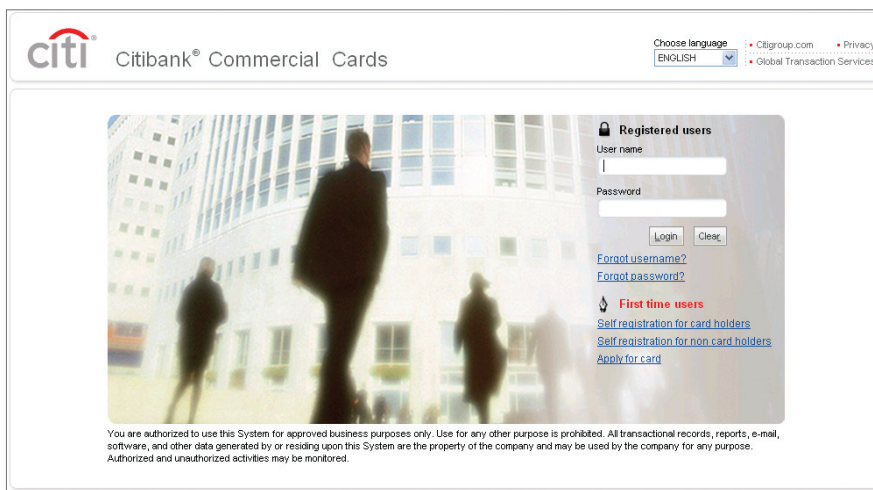 citi® Citibank® Commercial Cards
Choose language
ENGLISH
• Citigroup.com • Privacy
• Global Transaction Services
Registered users
User name
Password
Login Clear
Forgot username?
Forgot password?
First time users
Self registration for card holders
Self registration for non card holders
Apply for card
You are authorized to use this System for approved business purposes only. Use for any other purpose is prohibited. All transactional records, reports, e-mail,
software, and other data generated by or residing upon this System are the property of the company and may be used by the company for any purpose.
Authorized and unauthorized activities may be monitored.